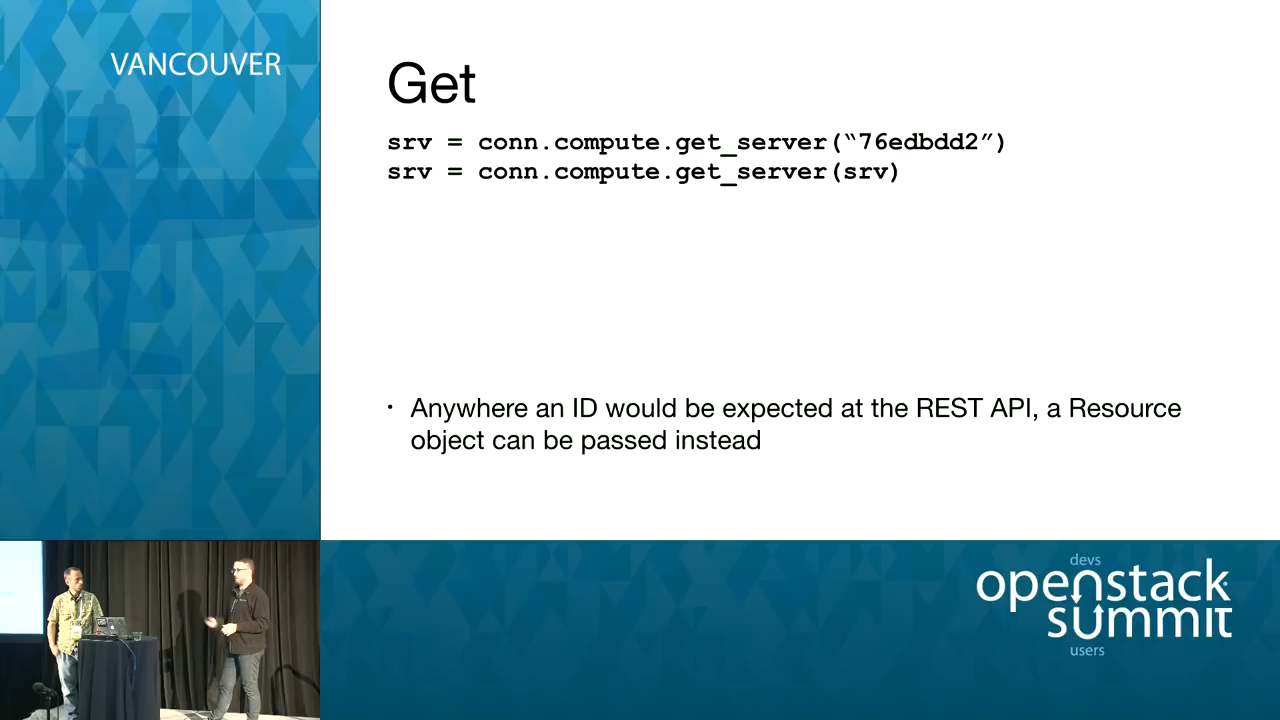 VANCOUVER
Get
srv = conn.compute.get_server(“76edbdd2”)
srv = conn.compute.get_server(srv)
• Anywhere an ID would be expected at the REST API, a Resource
object can be passed instead
devs
openstack
summit
users